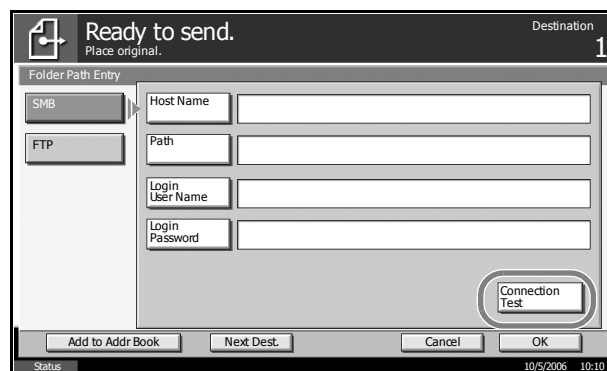 Ready to send.
Place original.
Destination
1
Folder Path Entry
SMB
FTP
Host Name
Path
Login
User Name
Login
Password
Connection
Test
Add to Addr Book
Next Dest.
Cancel
OK
Status
10/5/2006 10:10